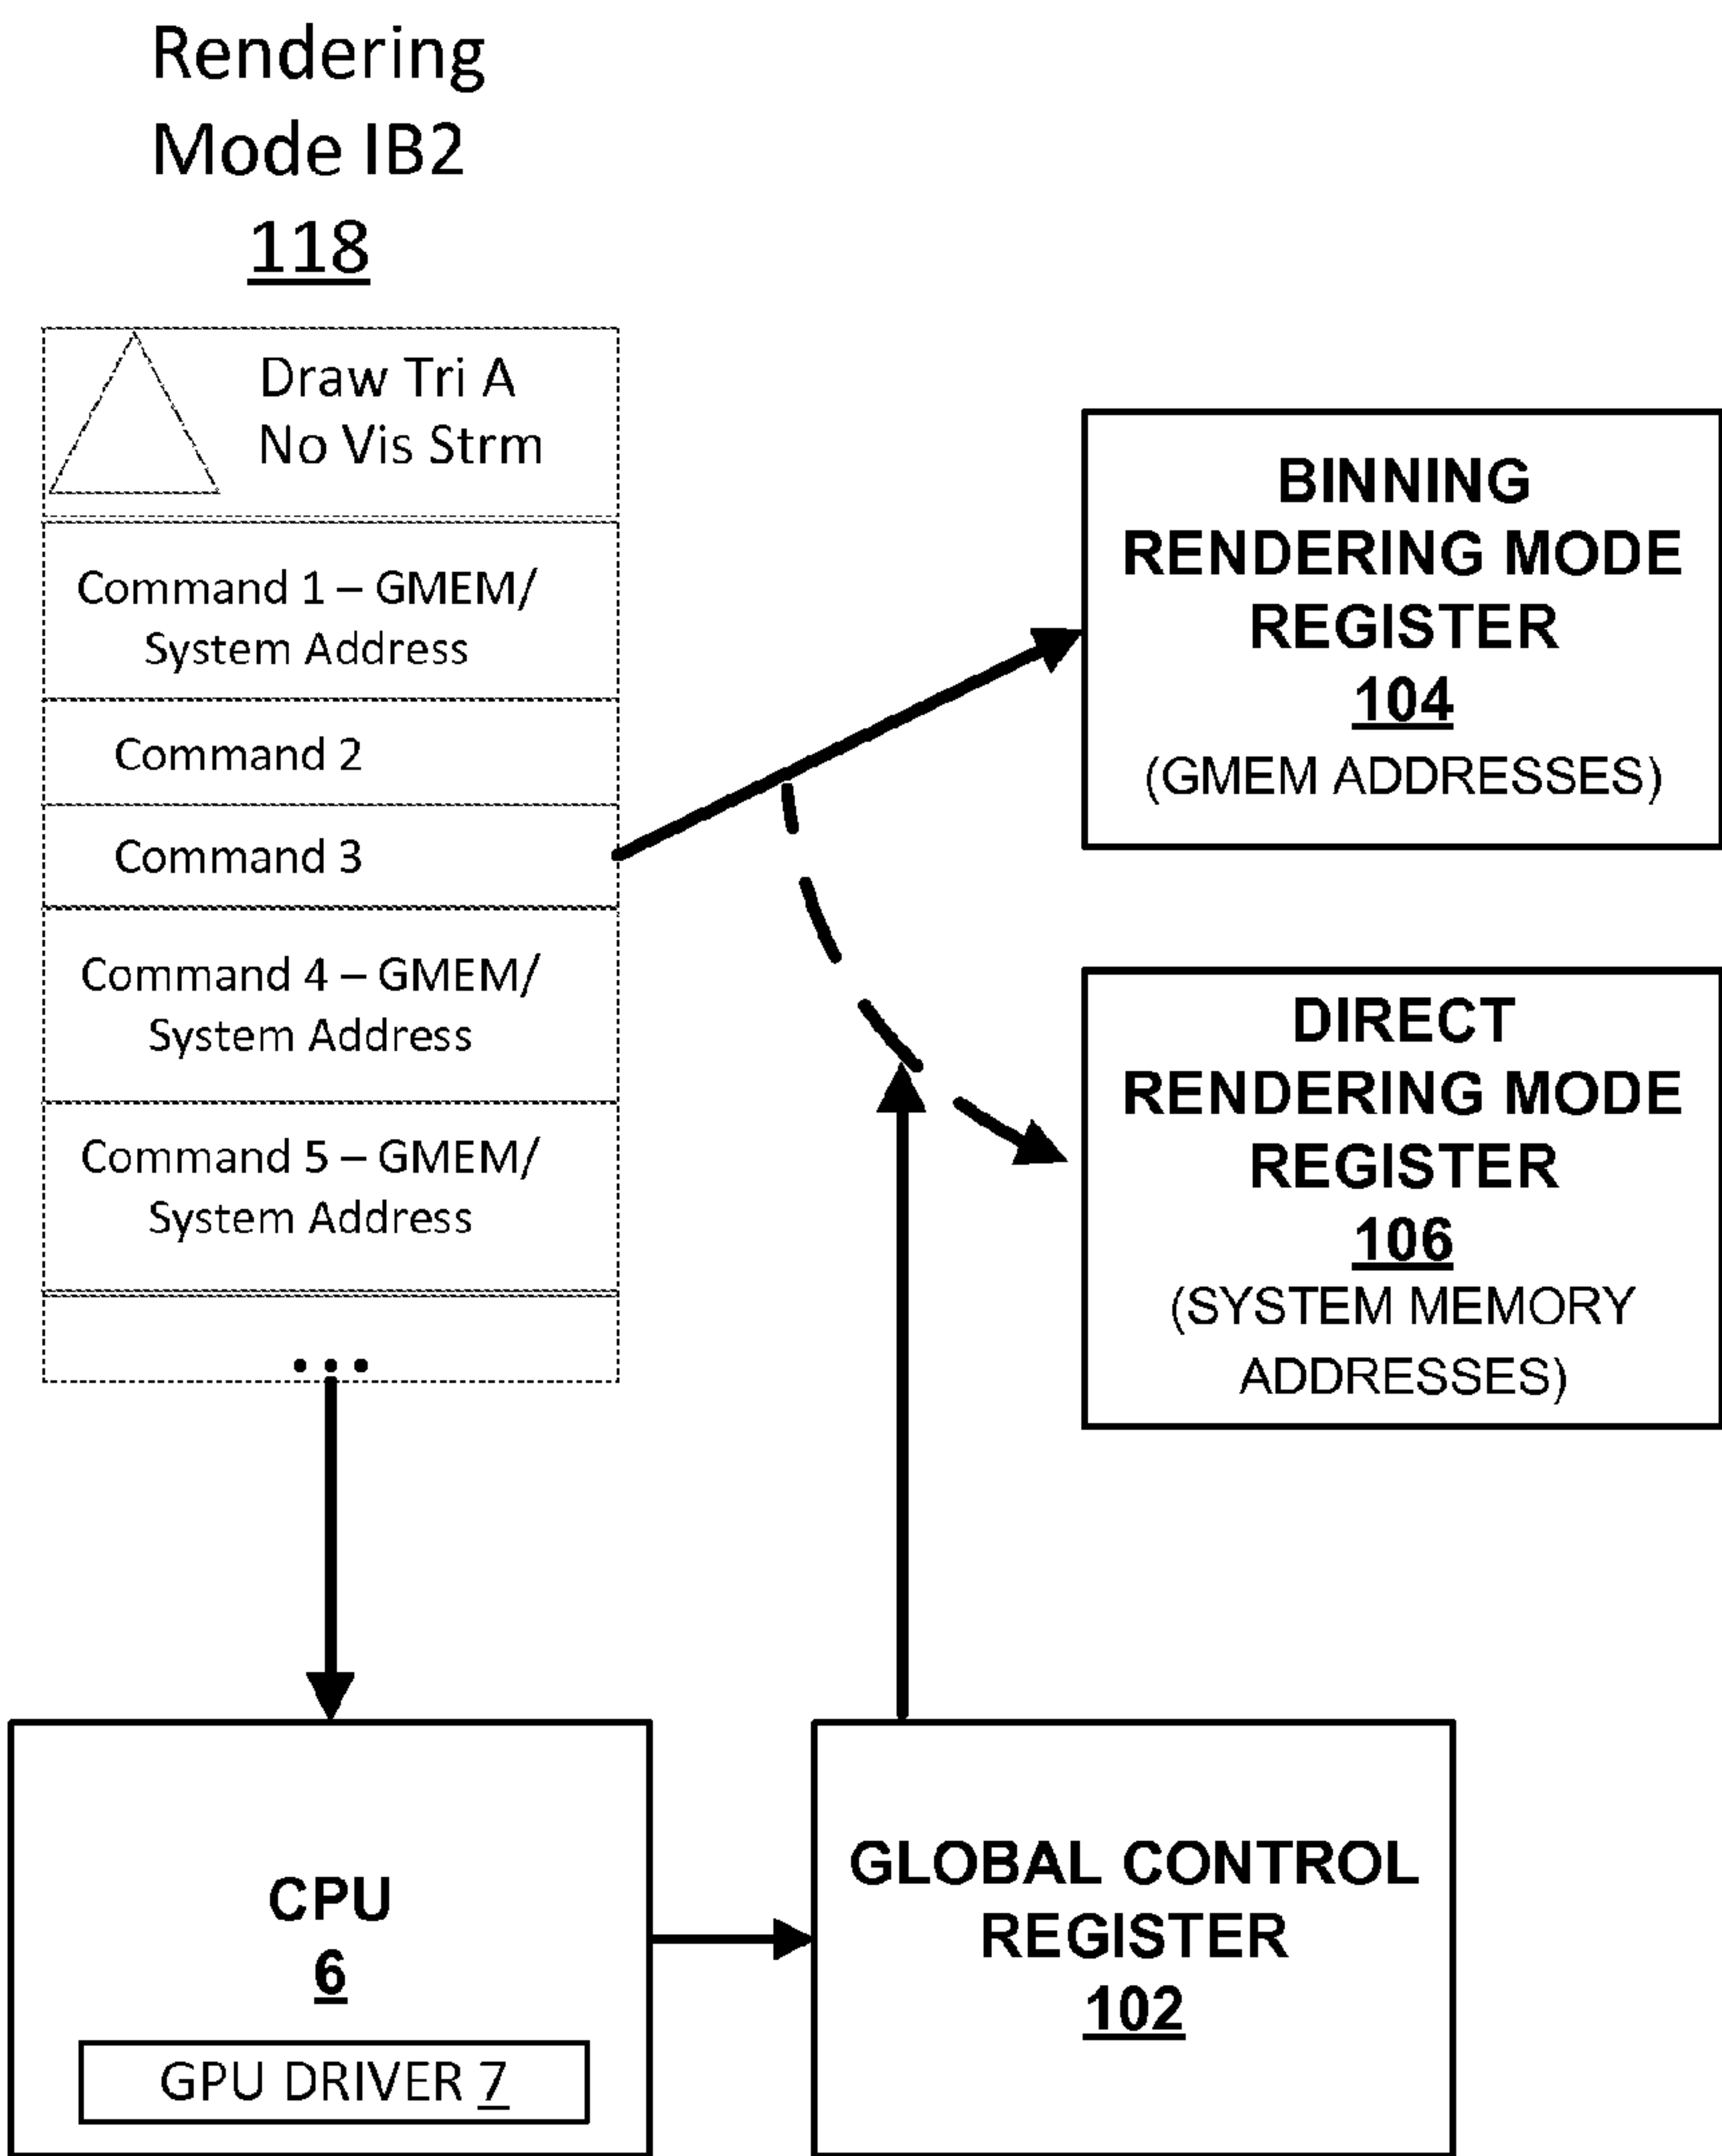 Rendering
Mode IB2
118
Draw Tri A
No Vis Strm
Command 1 – GMEM/
System Address
Command 2
Command 3
Command 4 – GMEM/
System Address
Command 5 – GMEM/
System Address
...
BINNING
RENDERING MODE
REGISTER
104
(GMEM ADDRESSES)
DIRECT
RENDERING MODE
REGISTER
106
(SYSTEM MEMORY
ADDRESSES)
CPU
6
GPU DRIVER 7
GLOBAL CONTROL
REGISTER
102